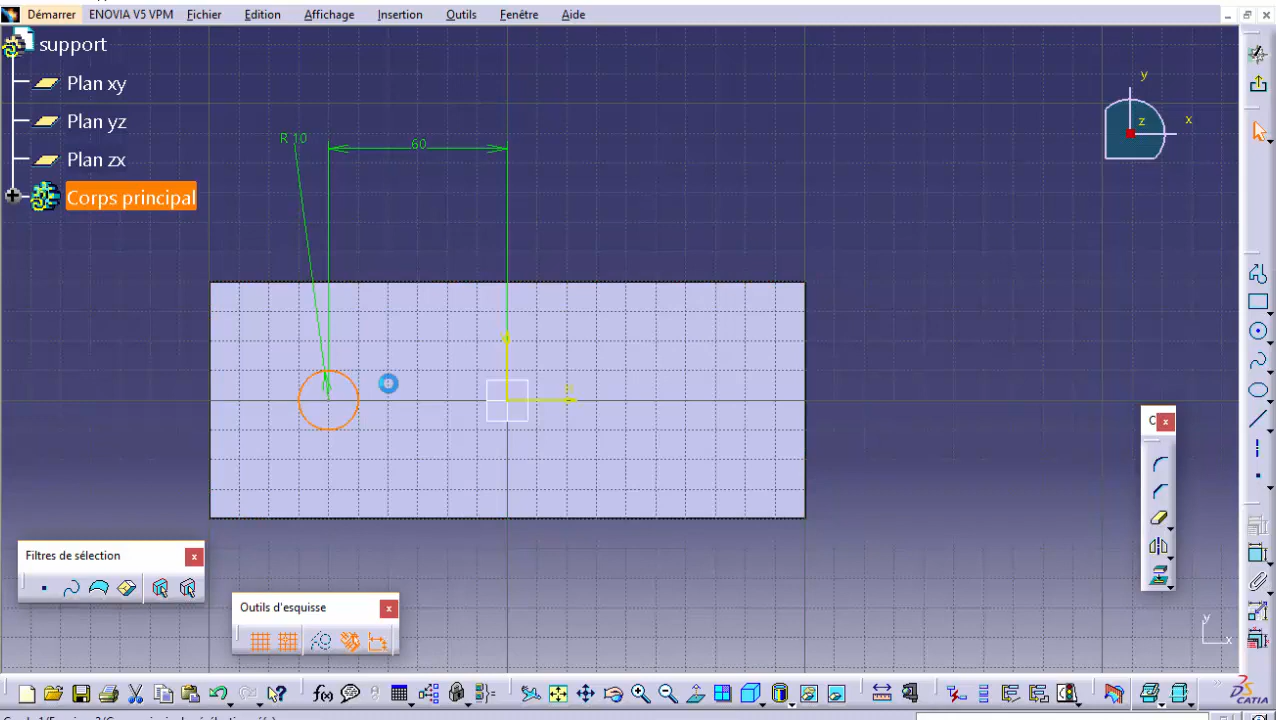 Démarrer ENOVIA V5 VPM Fichier Edition Affichage Insertion Outils Fenêtre Aide
support
Plan xy
Plan yz
Plan zx
Corps principal
R 10
60
y
x
z
C
Filtres de sélection
Outils d'esquisse
y
x
f(x)
CATIA